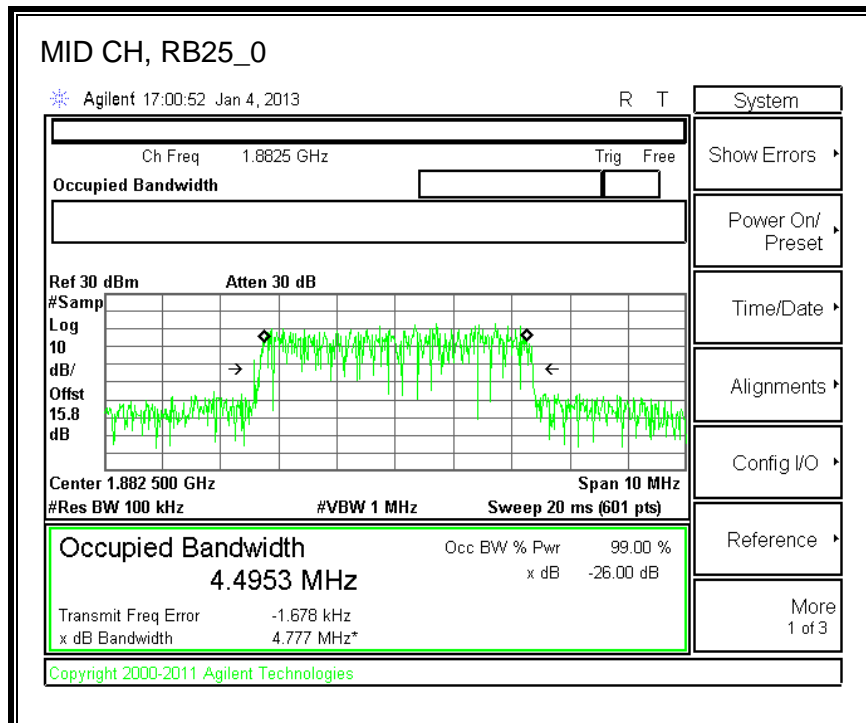 MID CH, RB25_0
Agilent 17:00:52 Jan 4, 2013 R T
System
Ch Freq 1.8825 GHz Trig Free
Occupied Bandwidth
Show Errors
Power On/
Preset
Time/Date
Alignments
Config I/O
Reference
More
1 of 3
Ref 30 dBm Atten 30 dB
#Samp
Log
10
dB/
Offst
15.8
dB
Center 1.882 500 GHz Span 10 MHz
#Res BW 100 kHz #VBW 1 MHz Sweep 20 ms (601 pts)
Occupied Bandwidth Occ BW % Pwr 99.00 %
4.4953 MHz x dB -26.00 dB
Transmit Freq Error -1.678 kHz
x dB Bandwidth 4.777 MHz*
Copyright 2000-2011 Agilent Technologies